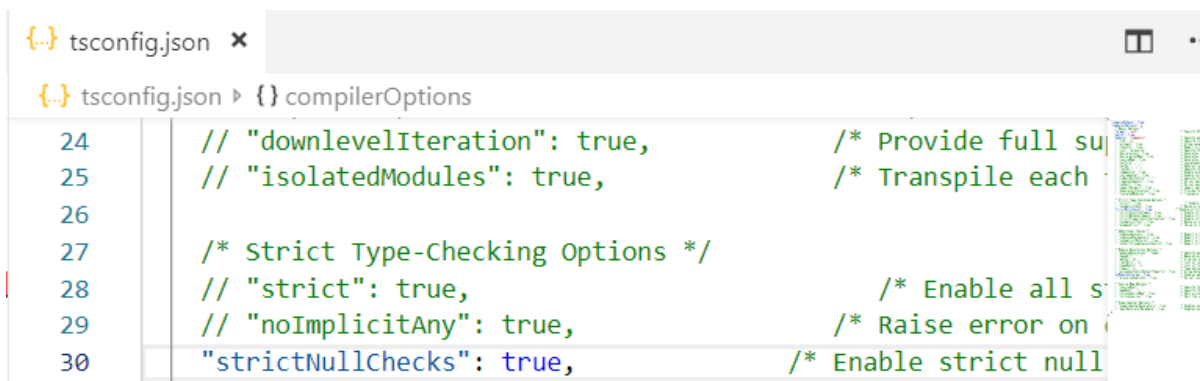 {..} tsconfig.json ×
{..} tsconfig.json {} compilerOptions
24 // "downlevelIteration": true, /* Provide full
25 // "isolatedModules": true, /* Transpile each
26
27 /* Strict Type-Checking Options */
28 // "strict": true, /* Enable all
29 // "noImplicitAny": true, /* Raise error on
30 "strictNullChecks": true, /* Enable strict null